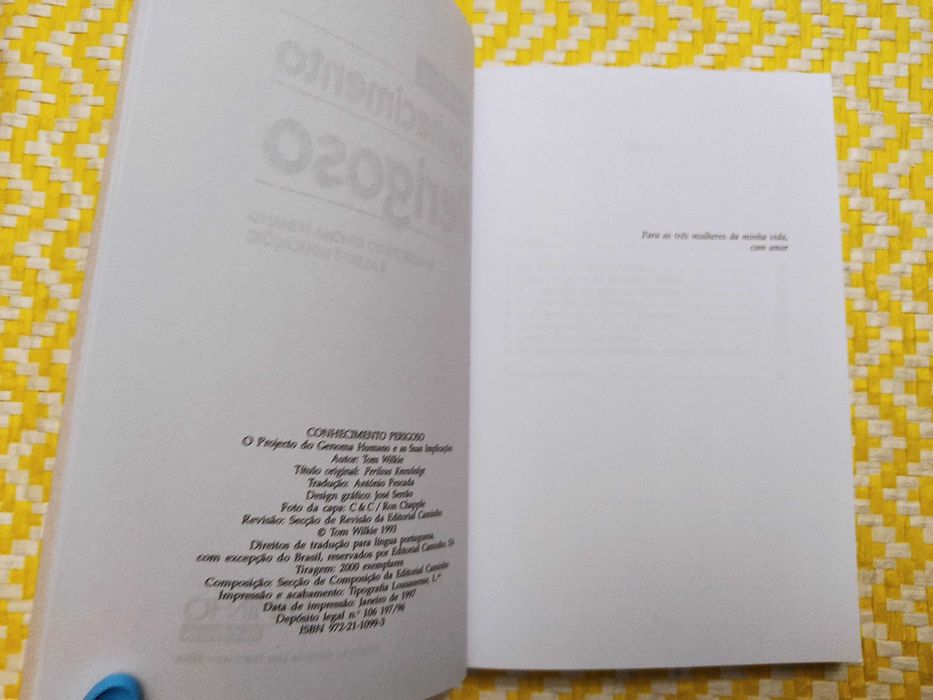 CONHECIMENTO PERIGOSO
O Projecto do Genoma Humano e as Suas Implicações
Autor: Tom Wilkie
Título original: Perilous Knowledge
Tradução: António Pescada
Design gráfico: José Serrão
Foto da capa: C & C / Ron Chapple
Revisão: Secção de Revisão da Editorial Caminho
© Tom Wilkie 1993
Direitos de tradução para língua portuguesa,
com excepção do Brasil, reservados por Editorial Caminho, SA
Tiragem: 2000 exemplares
Composição: Secção de Composição da Editorial Caminho
Impressão e acabamento: Tipografia Lousanense, L.ᵈᵃ
Data de impressão: Janeiro de 1997
Depósito legal n.º 106 197/96
ISBN 972-21-1099-3
Para as três mulheres da minha vida,
com amor